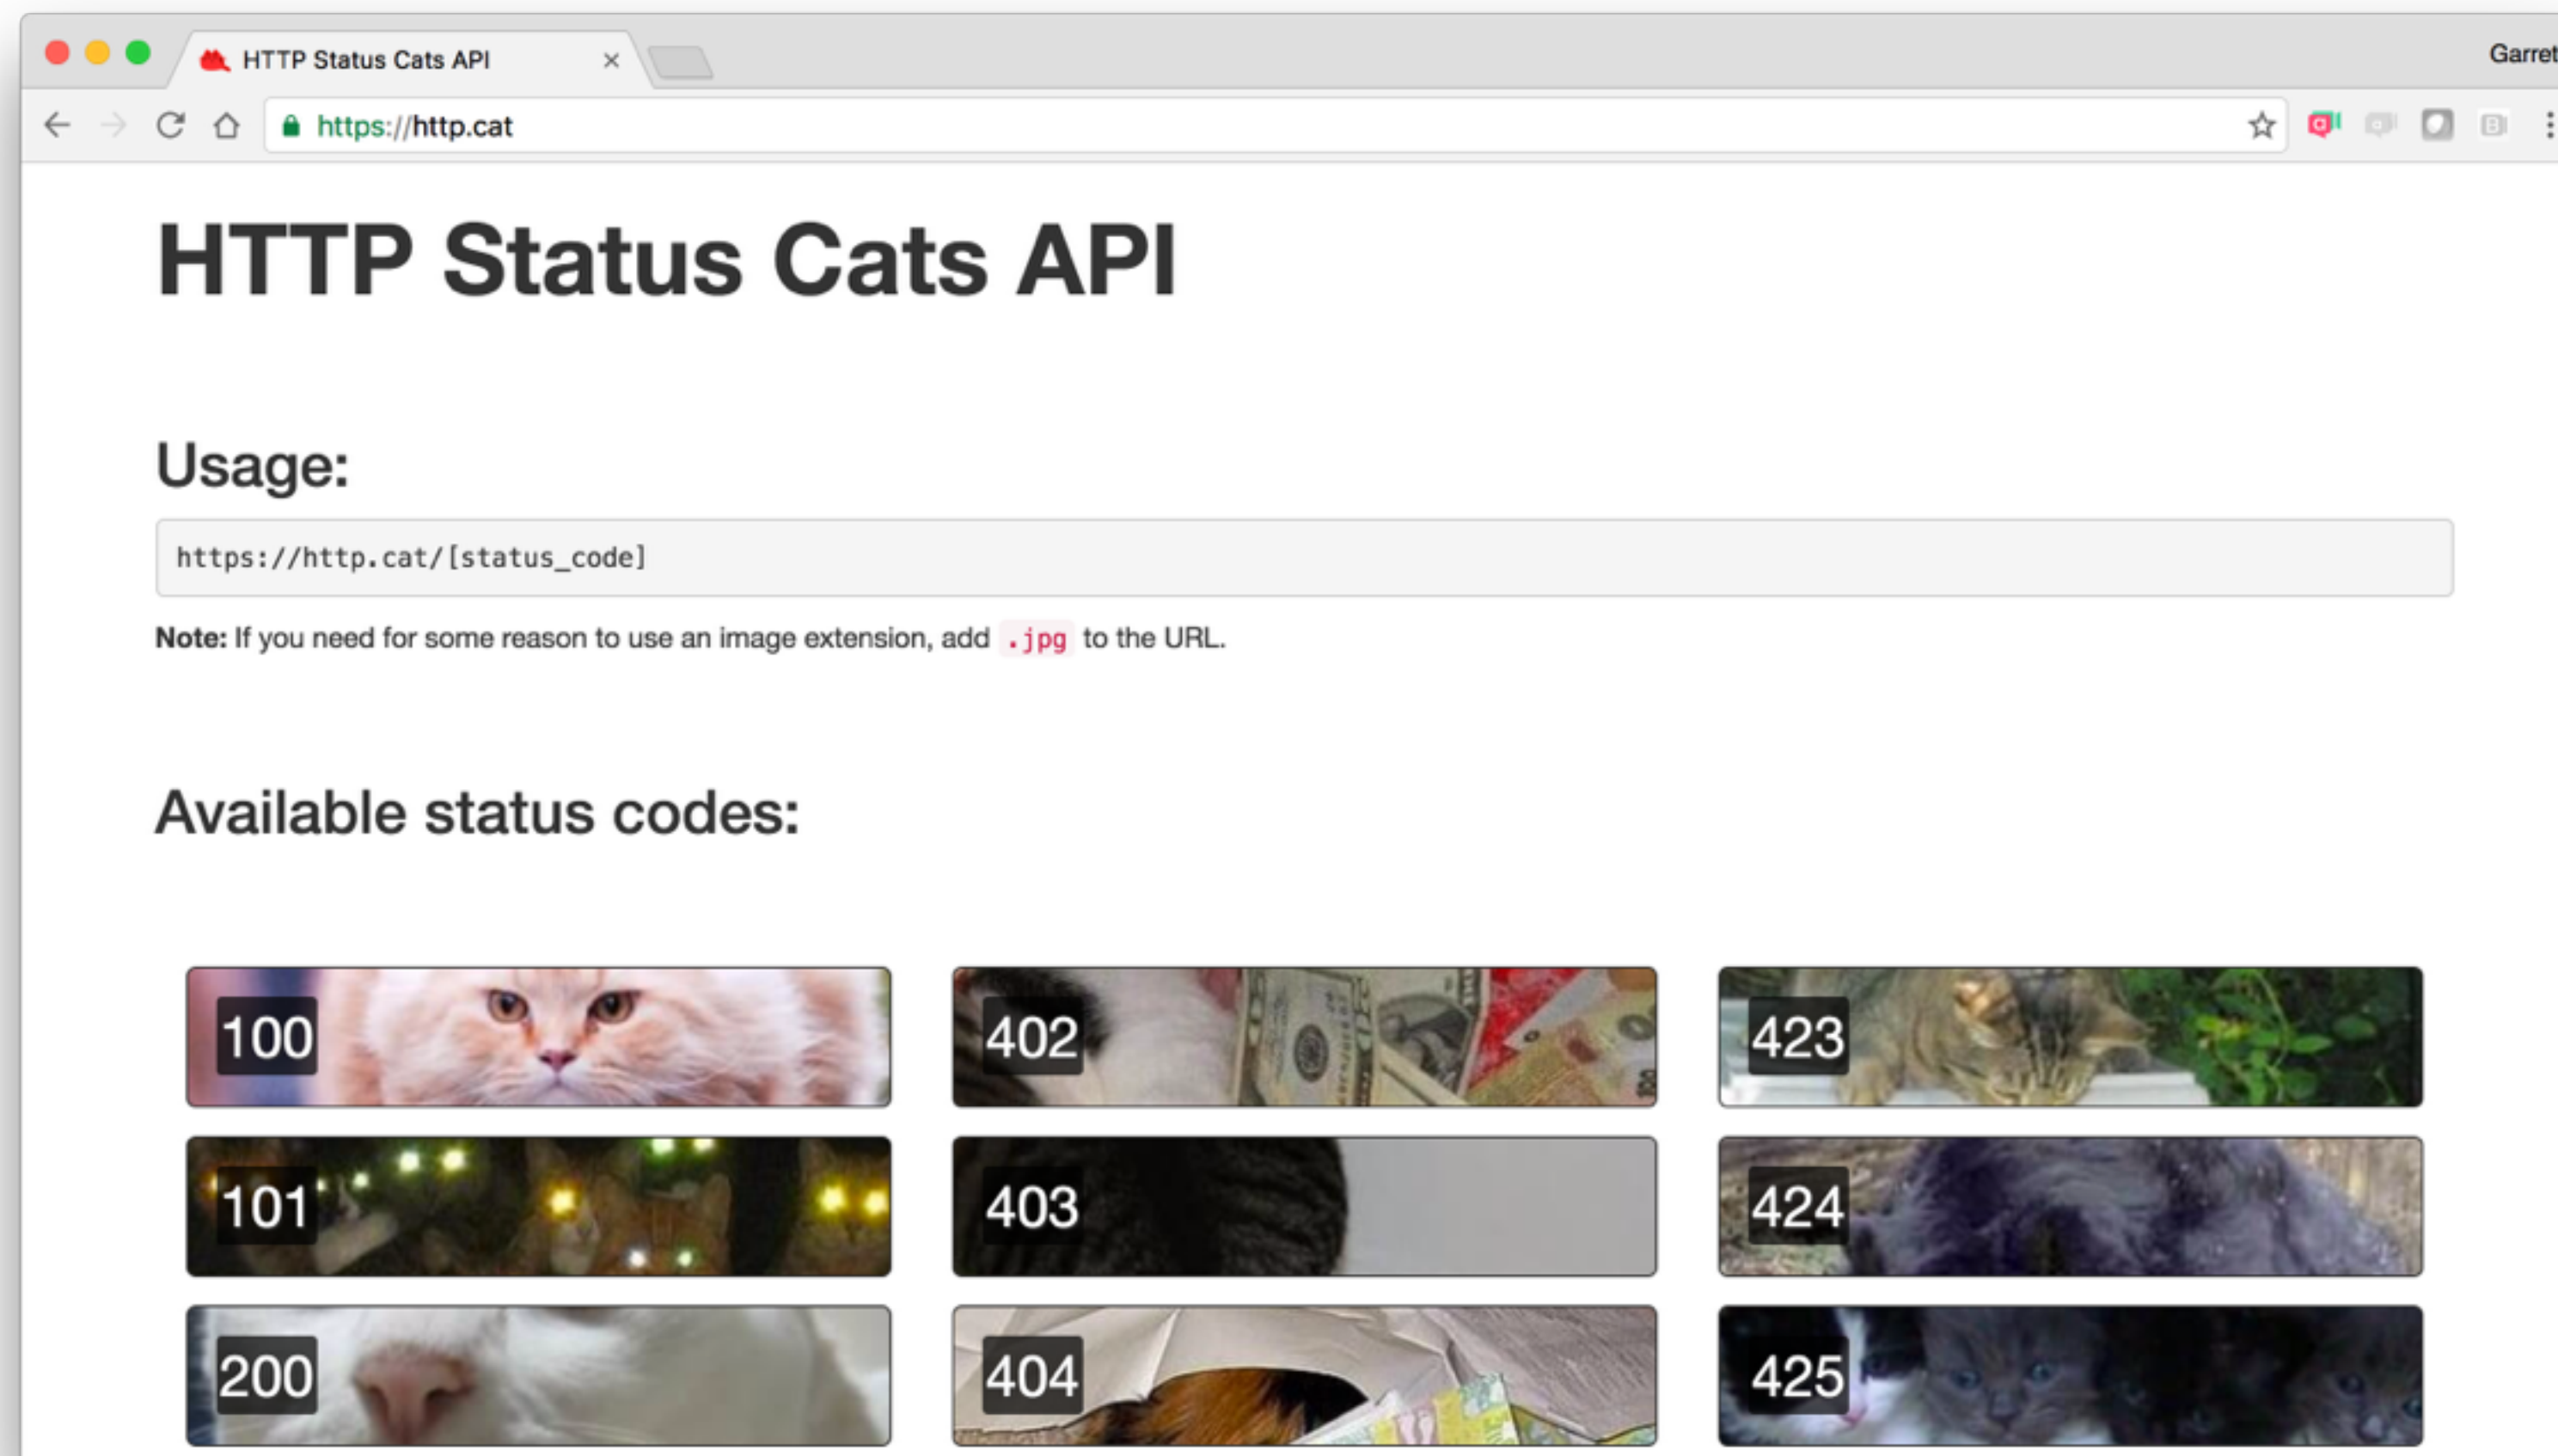 HTTP Status Cats API
Garret
https://http.cat
HTTP Status Cats API
Usage:
https://http.cat/[status_code]
Note: If you need for some reason to use an image extension, add .jpg to the URL.
Available status codes:
100
402
423
101
403
424
200
404
425